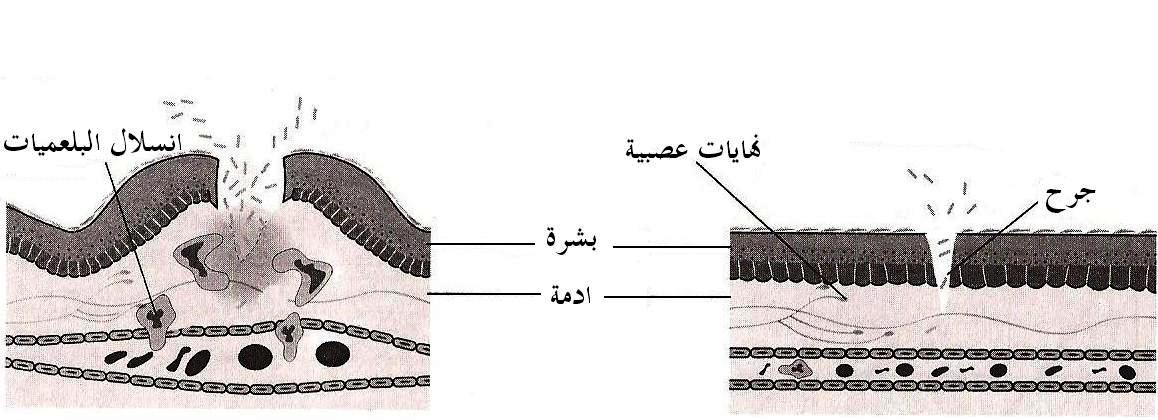 انسلال البلعميات
نهايات عصبية
جرح
بشرة
ادمة